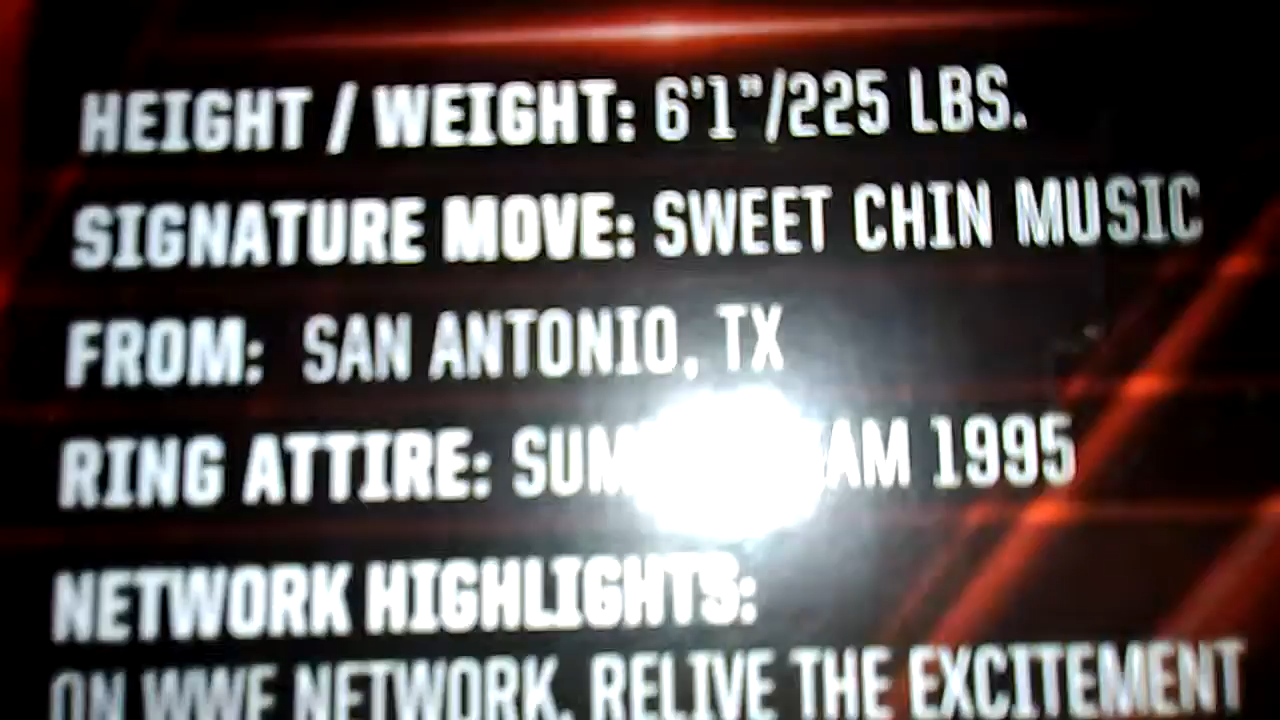 HEIGHT / WEIGHT: 6'1"/225 LBS.
SIGNATURE MOVE: SWEET CHIN MUSIC
FROM: SAN ANTONIO, TX
RING ATTIRE: 1995
NETWORK HIGHLIGHTS:
ON WWE NETWORK, RELIVE THE EXCITEMENT